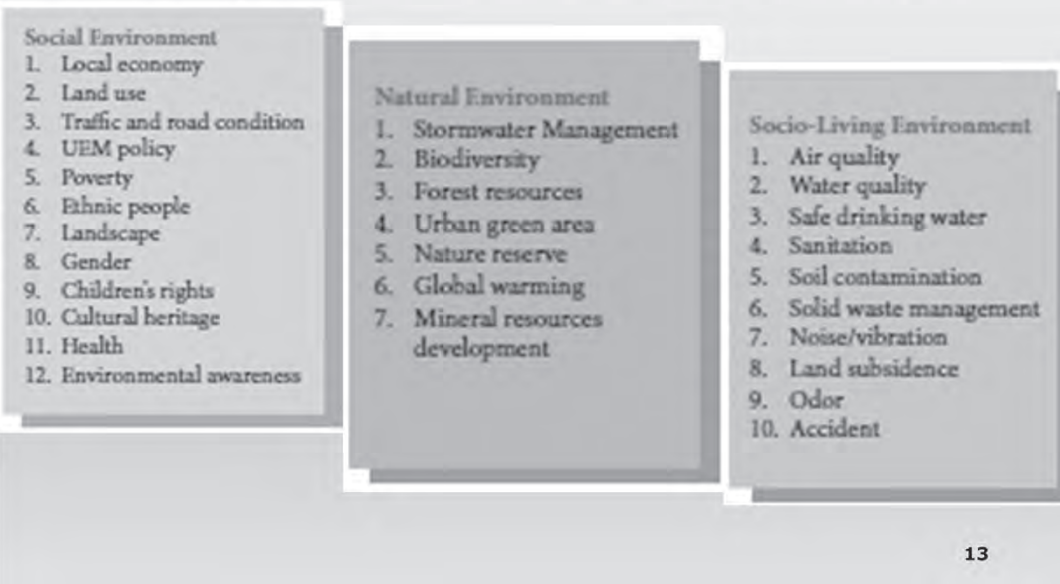 Social Environment
1. Local economy
2. Land use
3. Traffic and road condition
4. UEM policy
5. Poverty
6. Ethnic people
7. Landscape
8. Gender
9. Children's rights
10. Cultural heritage
11. Health
12. Environmental awareness
Natural Environment
1. Stormwater Management
2. Biodiversity
3. Forest resources
4. Urban green area
5. Nature reserve
6. Global warming
7. Mineral resources
development
Socio-Living Environment
1. Air quality
2. Water quality
3. Safe drinking water
4. Sanitation
5. Soil contamination
6. Solid waste management
7. Noise/vibration
8. Land subsidence
9. Odor
10. Accident
13